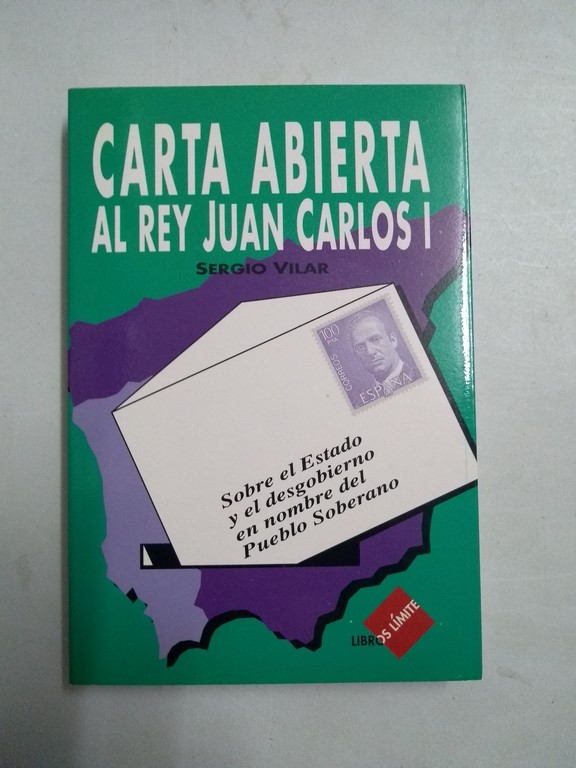 CARTA ABIERTA
AL REY JUAN CARLOS I
SERGIO VILAR
100
PTA
CORREOS
ESPAÑA
Sobre el Estado
y el desgobierno
en nombre del
Pueblo Soberano
LIBROS LÍMITE